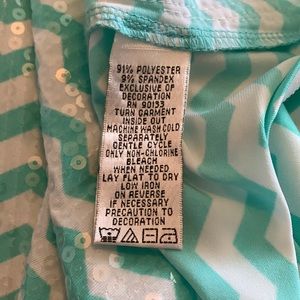 91% POLYESTER
9% SPANDEX
EXCLUSIVE OF
DECORATION
RN 90133
TURN GARMENT
INSIDE OUT
MACHINE WASH COLD
SEPARATELY
GENTLE CYCLE
ONLY NON-CHLORINE
BLEACH
WHEN NEEDED
LAY FLAT TO DRY
LOW IRON
ON REVERSE
IF NECESSARY
PRECAUTION TO
DECORATION